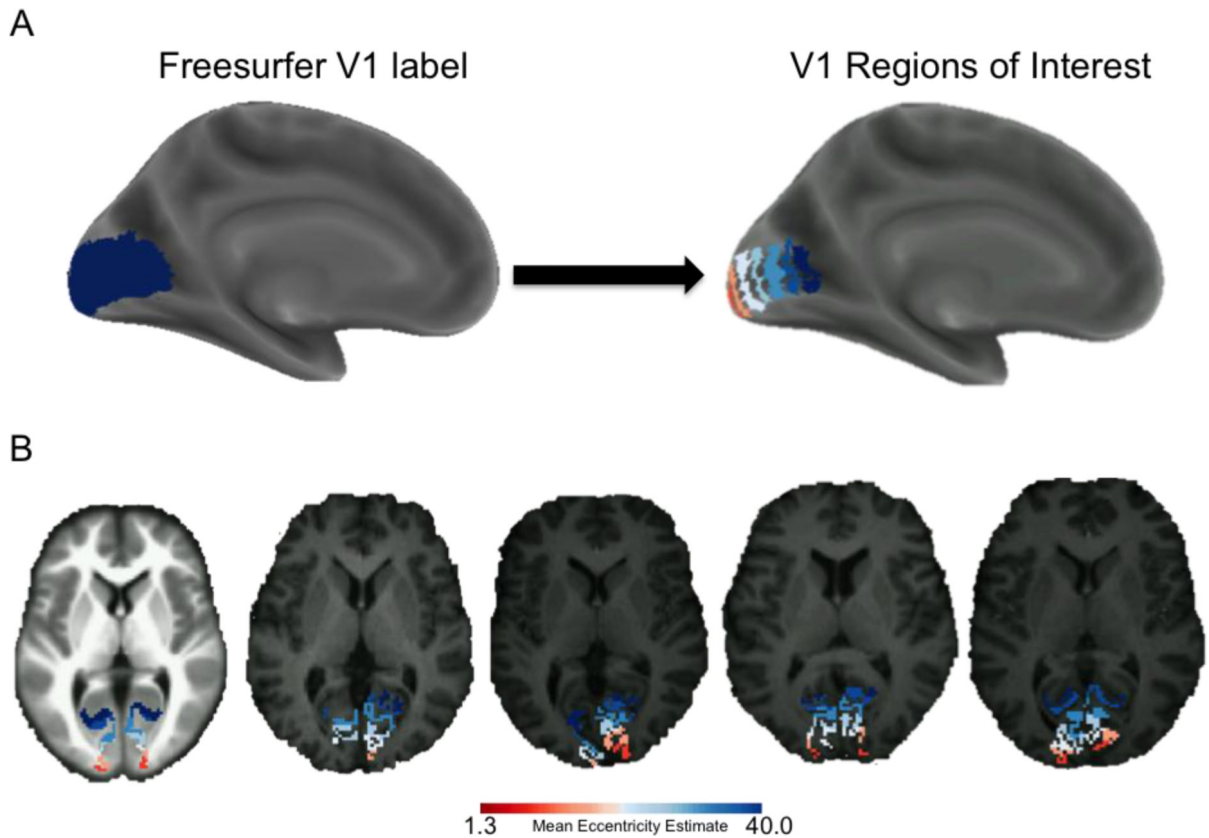 A
Freesurfer V1 label
V1 Regions of Interest
B
1.3 Mean Eccentricity Estimate 40.0